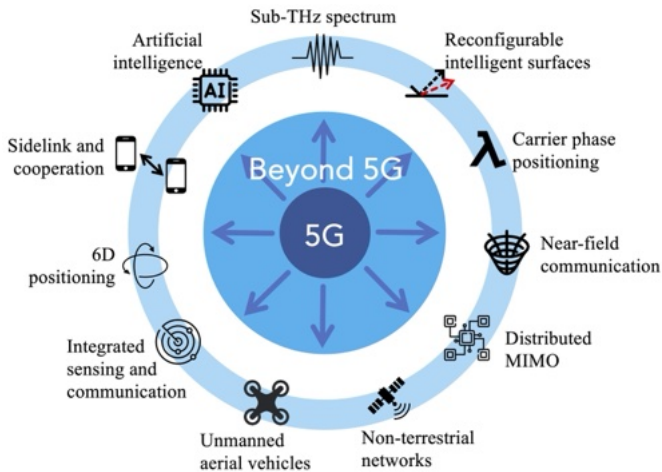 Sub-THz spectrum
Reconfigurable
intelligent surfaces
Carrier phase
positioning
Near-field
communication
Distributed
MIMO
Non-terrestrial
networks
Unmanned
aerial vehicles
Integrated
sensing and
communication
6D
positioning
Sidelink and
cooperation
Artificial
intelligence
AI
λ
Beyond 5G
5G